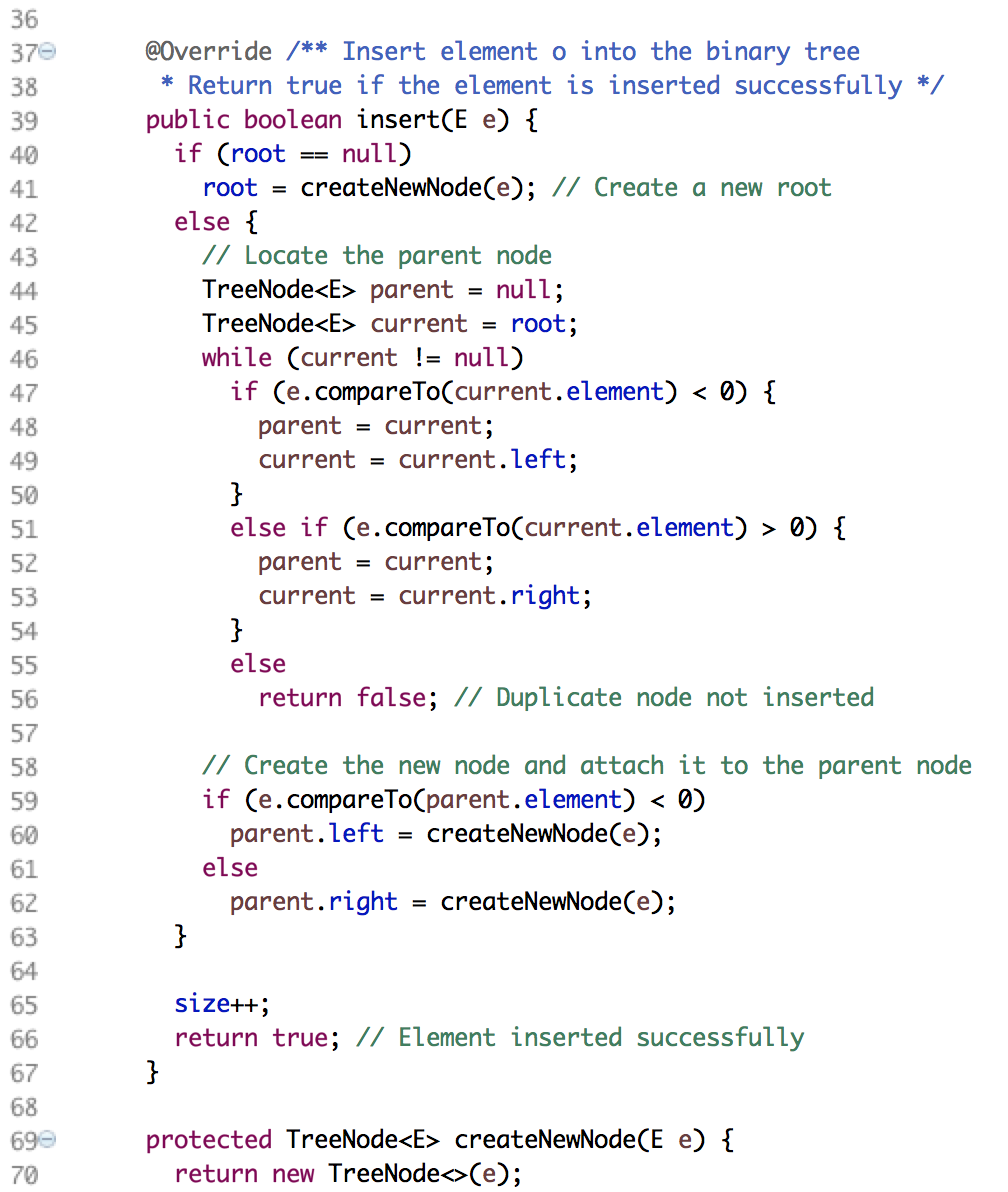 36
37 @Override /** Insert element o into the binary tree
38 * Return true if the element is inserted successfully */
39 public boolean insert(E e) {
40 if (root == null)
41 root = createNewNode(e); // Create a new root
42 else {
43 // Locate the parent node
44 TreeNode<E> parent = null;
45 TreeNode<E> current = root;
46 while (current != null)
47 if (e.compareTo(current.element) < 0) {
48 parent = current;
49 current = current.left;
50 }
51 else if (e.compareTo(current.element) > 0) {
52 parent = current;
53 current = current.right;
54 }
55 else
56 return false; // Duplicate node not inserted
57
58 // Create the new node and attach it to the parent node
59 if (e.compareTo(parent.element) < 0)
60 parent.left = createNewNode(e);
61 else
62 parent.right = createNewNode(e);
63 }
64
65 size++;
66 return true; // Element inserted successfully
67 }
68
69 protected TreeNode<E> createNewNode(E e) {
70 return new TreeNode<>(e);